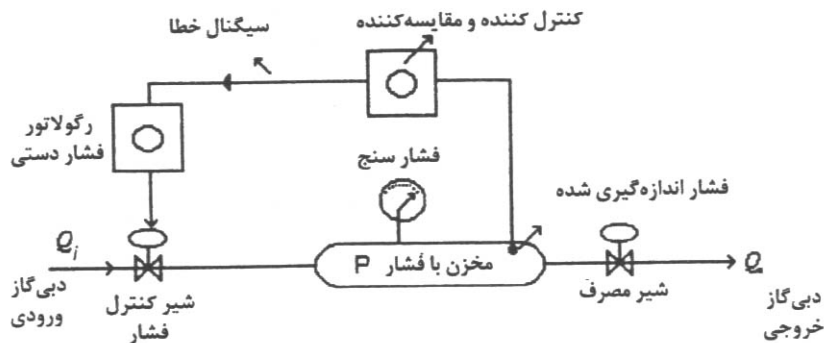 کنترل کننده و مقایسه‌کننده
سیگنال خطا
رگولاتور
فشار دستی
فشار سنج
فشار اندازه‌گیری شده
Qi
مخزن با فشار P
Q
دبی‌گاز
ورودی
شیر کنترل
فشار
شیر مصرف
دبی‌گاز
خروجی